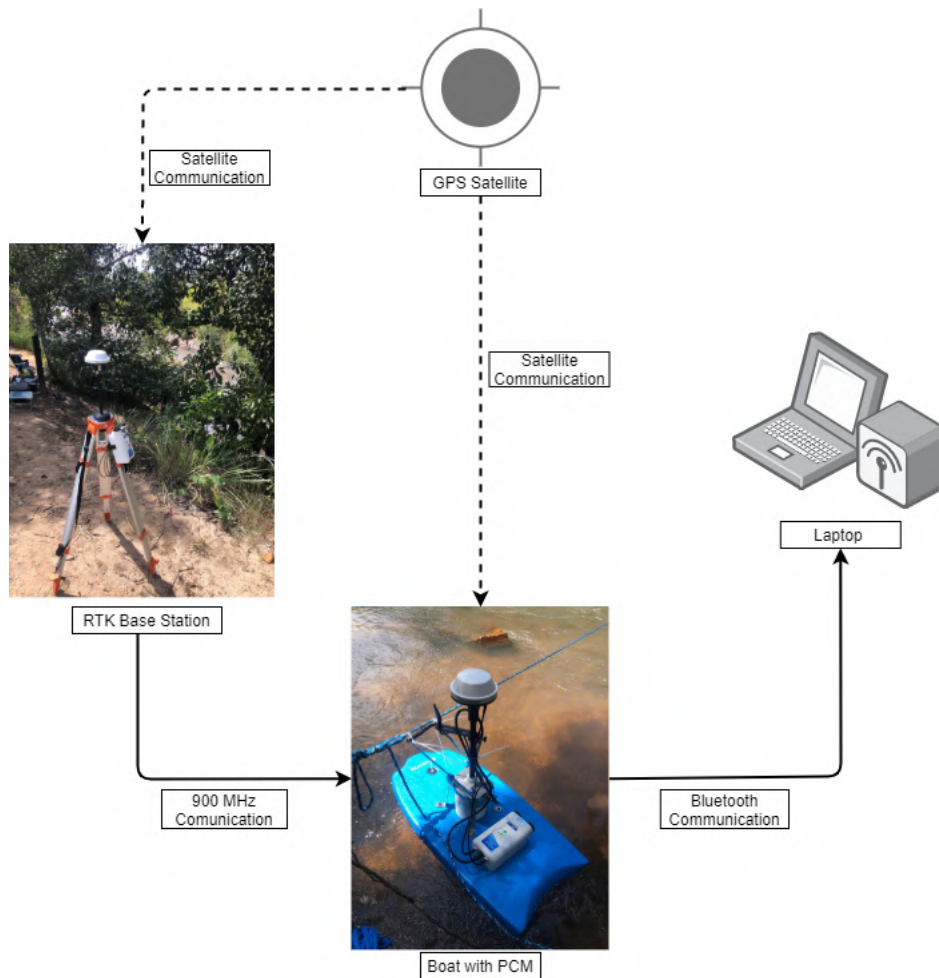 Satellite
Communication
GPS Satellite
Satellite
Communication
Laptop
RTK Base Station
900 MHz
Comunication
Bluetooth
Communication
Boat with PCM